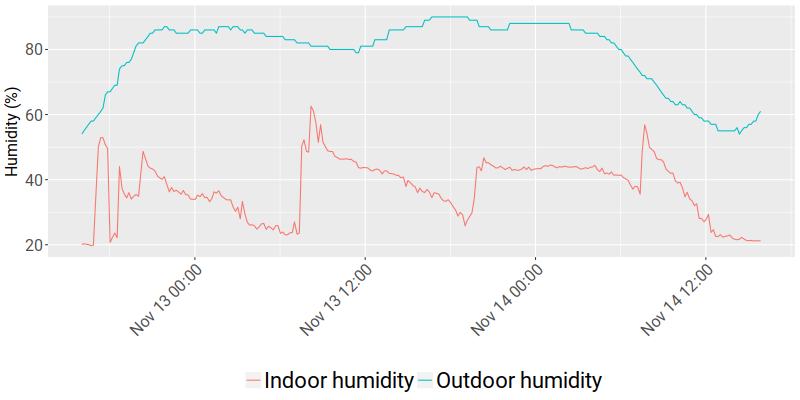 Humidity (%)
80
60
40
20
Nov 13 00:00
Nov 13 12:00
Nov 14 00:00
Nov 14 12:00
Indoor humidity Outdoor humidity